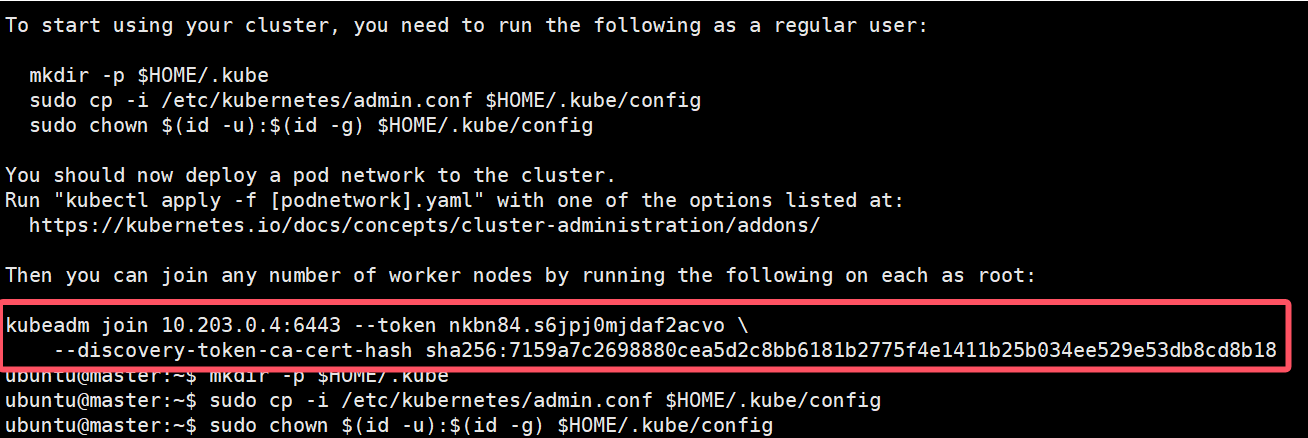 To start using your cluster, you need to run the following as a regular user:
mkdir -p $HOME/.kube
sudo cp -i /etc/kubernetes/admin.conf $HOME/.kube/config
sudo chown $(id -u):$(id -g) $HOME/.kube/config
You should now deploy a pod network to the cluster.
Run "kubectl apply -f [podnetwork].yaml" with one of the options listed at:
https://kubernetes.io/docs/concepts/cluster-administration/addons/
Then you can join any number of worker nodes by running the following on each as root:
kubeadm join 10.203.0.4:6443 --token nkbn84.s6jpj0mjdaf2acvo \
--discovery-token-ca-cert-hash sha256:7159a7c2698880cea5d2c8bb6181b2775f4e1411b25b034ee529e53db8cd8b18
ubuntu@master:~$ mkdir -p $HOME/.kube
ubuntu@master:~$ sudo cp -i /etc/kubernetes/admin.conf $HOME/.kube/config
ubuntu@master:~$ sudo chown $(id -u):$(id -g) $HOME/.kube/config